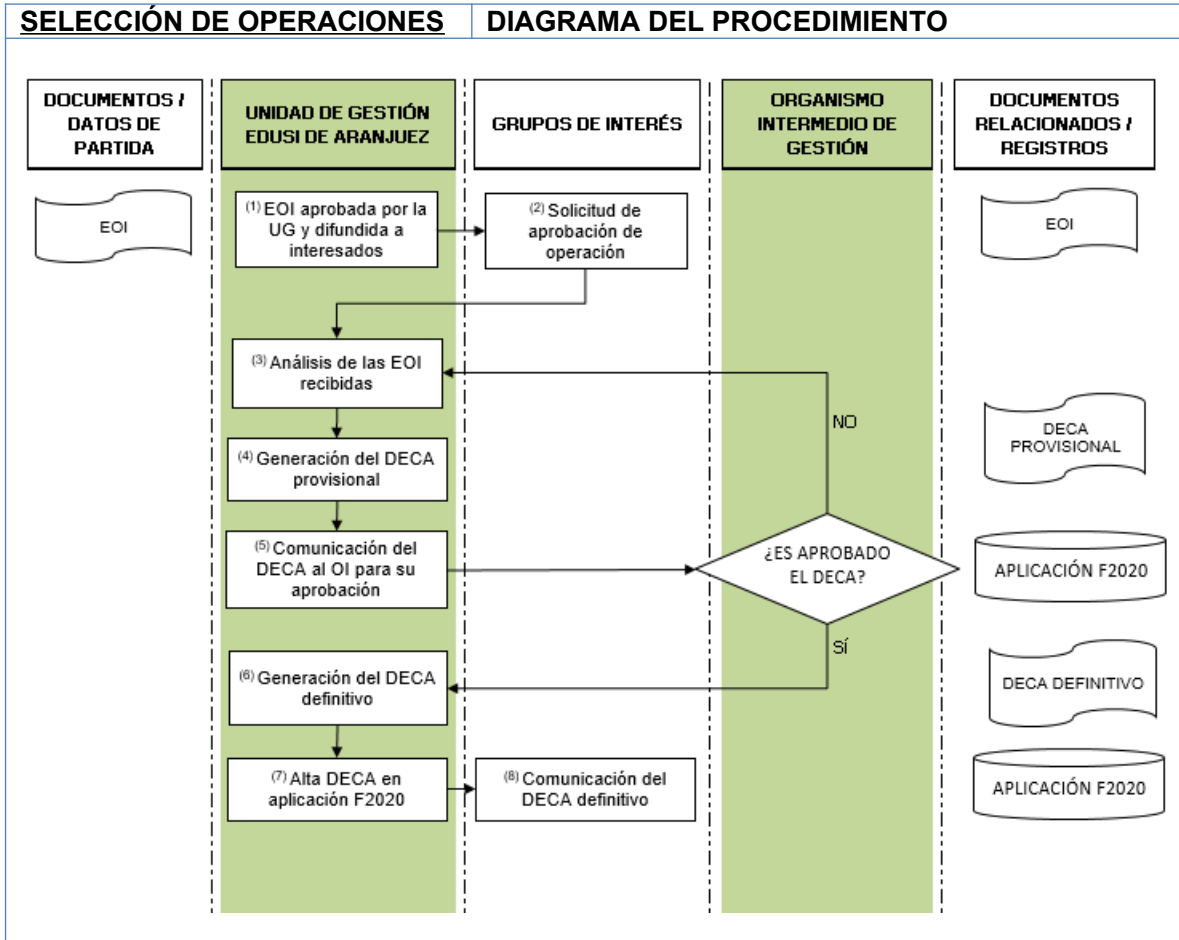 SELECCIÓN DE OPERACIONES
DIAGRAMA DEL PROCEDIMIENTO
DOCUMENTOS /
DATOS DE
PARTIDA
UNIDAD DE GESTIÓN
EDUSI DE ARANJUEZ
GRUPOS DE INTERÉS
ORGANISMO
INTERMEDIO DE
GESTIÓN
DOCUMENTOS
RELACIONADOS /
REGISTROS
EOI
(1) EOI aprobada por la
UG y difundida a
interesados
(2) Solicitud de
aprobación de
operación
EOI
(3) Análisis de las EOI
recibidas
NO
DECA
PROVISIONAL
(4) Generación del DECA
provisional
(5) Comunicación del
DECA al OI para su
aprobación
¿ES APROBADO
EL DECA?
APLICACIÓN F2020
SÍ
(6) Generación del DECA
definitivo
DECA DEFINITIVO
(7) Alta DECA en
aplicación F2020
(8) Comunicación del
DECA definitivo
APLICACIÓN F2020